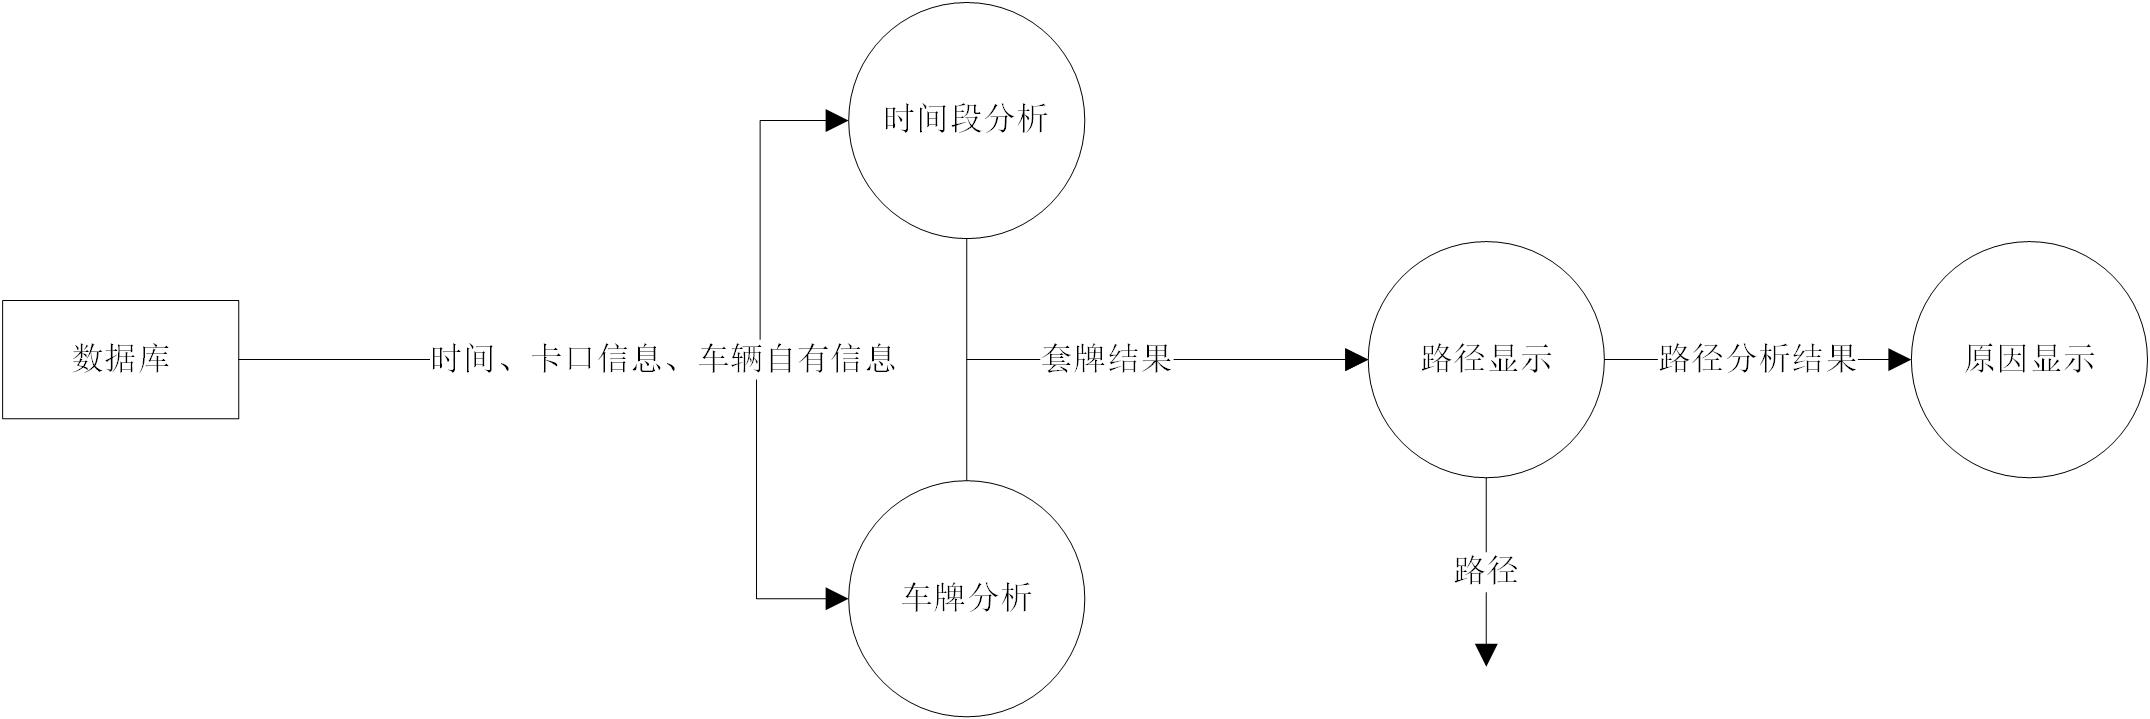 时间段分析
数据库
时间、卡口信息、车辆自有信息
套牌结果
路径显示
路径分析结果
原因显示
路径
车牌分析